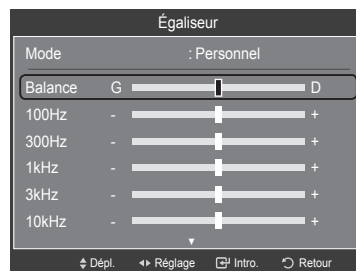 Égaliseur
Mode : Personnel
Balance G D
100Hz - +
300Hz - +
1kHz - +
3kHz - +
10kHz - +
Dépl. Réglage Intro. Retour